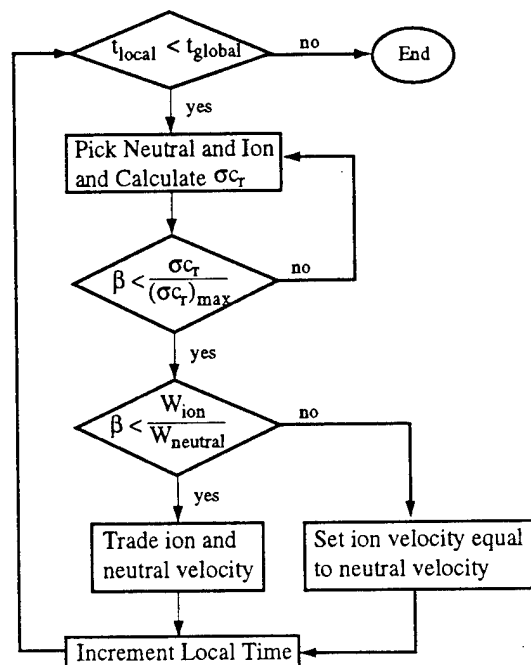 t_local < t_global
no
End
yes
Pick Neutral and Ion
and Calculate σc_r
β < σc_r / (σc_r)_max
no
yes
β < W_ion / W_neutral
no
yes
Trade ion and
neutral velocity
Set ion velocity equal
to neutral velocity
Increment Local Time